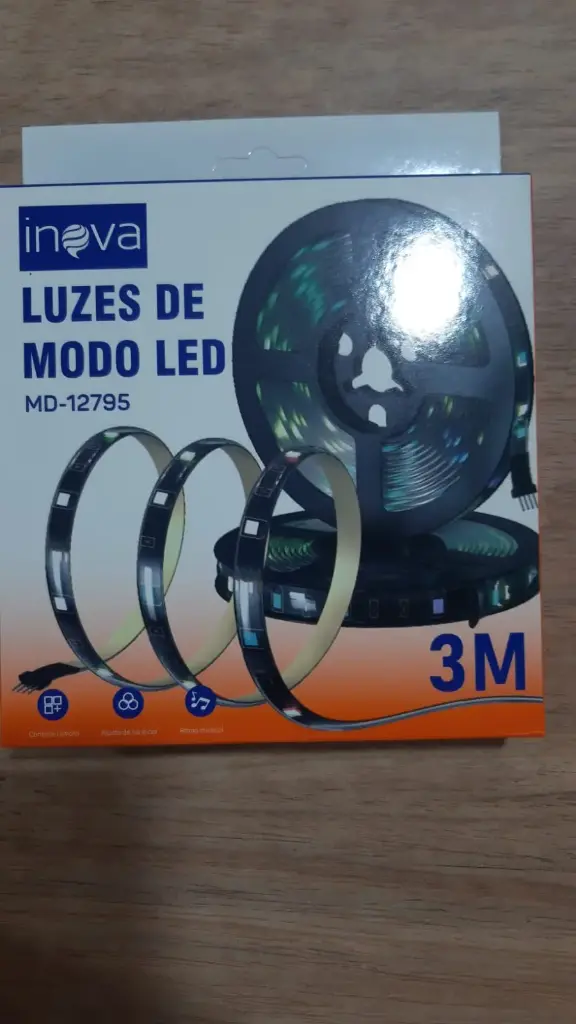 inova
LUZES DE
MODO LED
MD-12795
3M